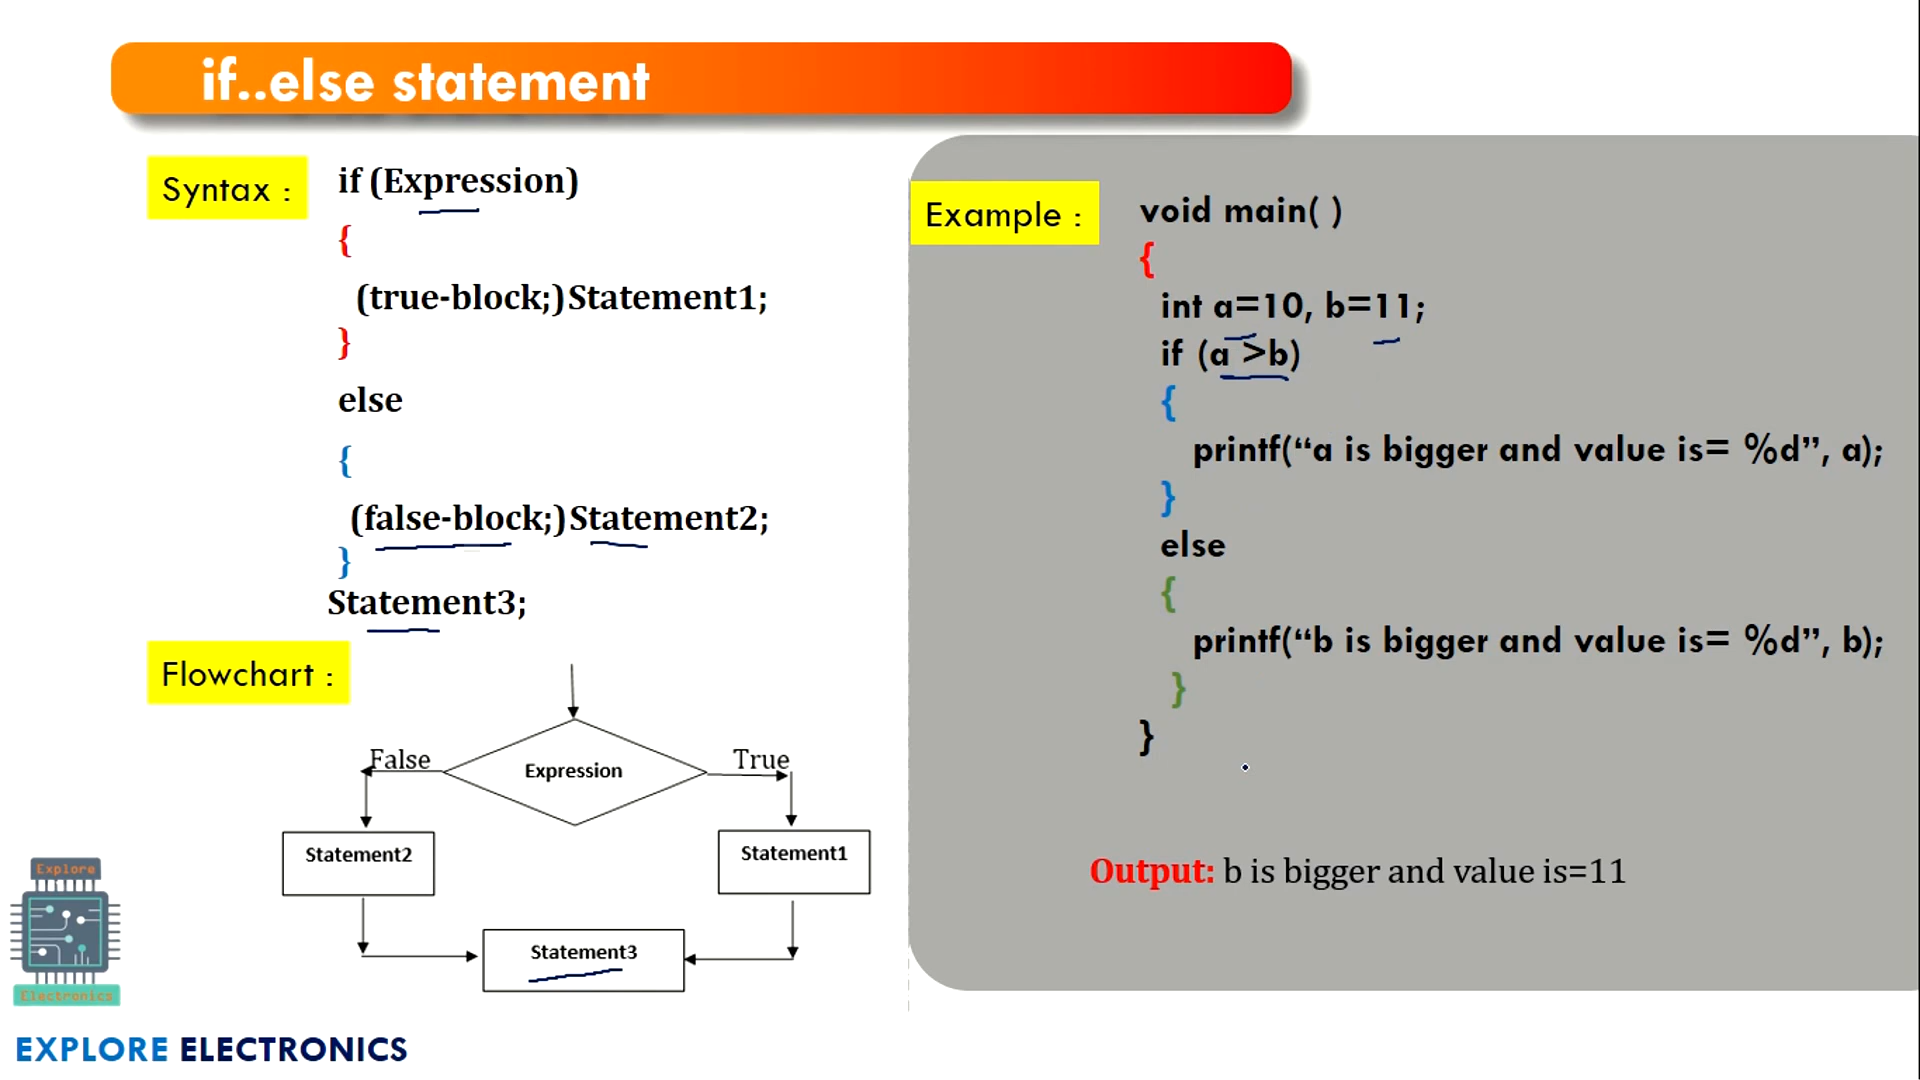 if..else statement
Syntax :
if (Expression)
{
(true-block;)Statement1;
}
else
{
(false-block;)Statement2;
}
Statement3;
Flowchart :
False
Expression
True
Statement2
Statement1
Statement3
Example :
void main( )
{
int a=10, b=11;
if (a >b)
{
printf(“a is bigger and value is= %d”, a);
}
else
{
printf(“b is bigger and value is= %d”, b);
}
}
Output: b is bigger and value is=11
Explore
Electronics
EXPLORE ELECTRONICS